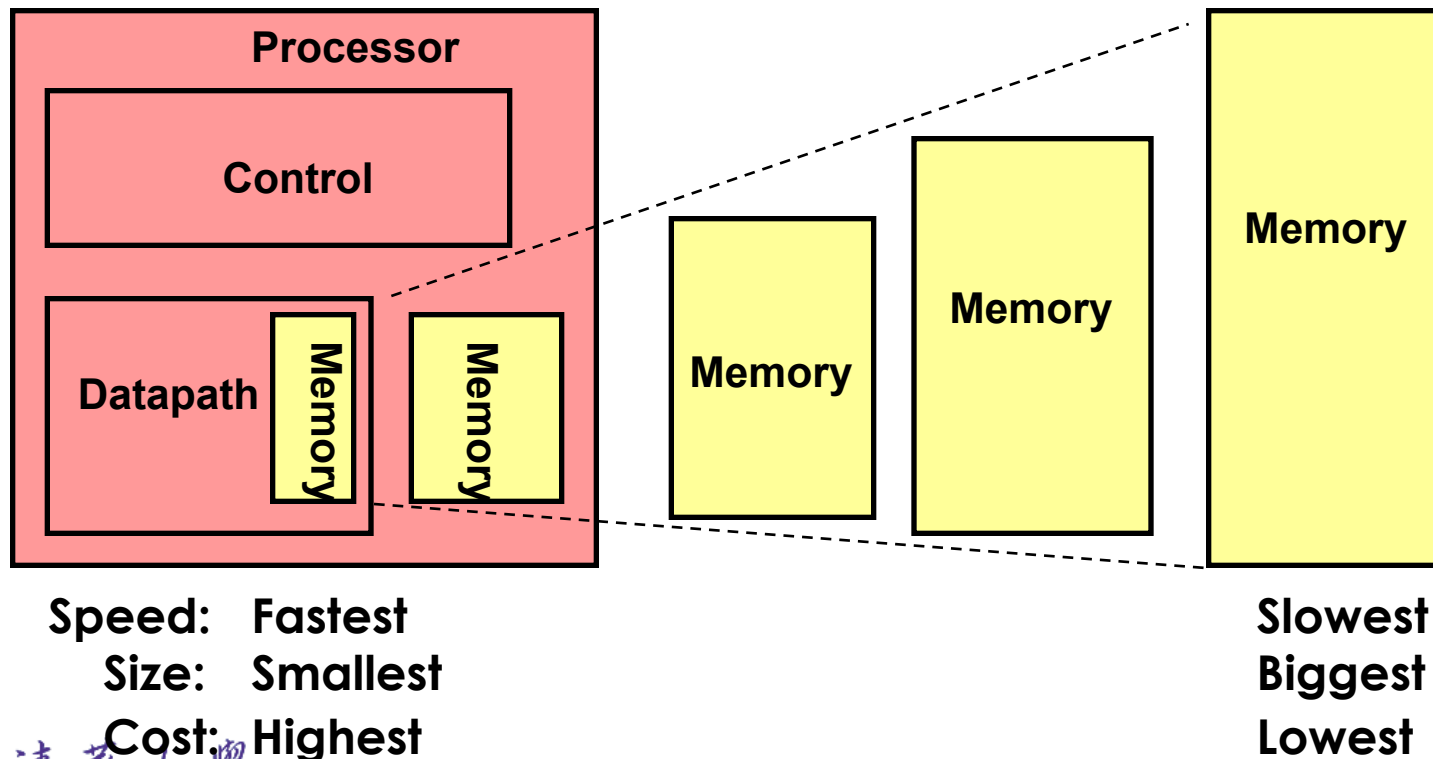 Processor
Control
Datapath
Memory
Memory
Memory
Memory
Memory
Speed: Fastest Slowest
Size: Smallest Biggest
Cost: Highest Lowest